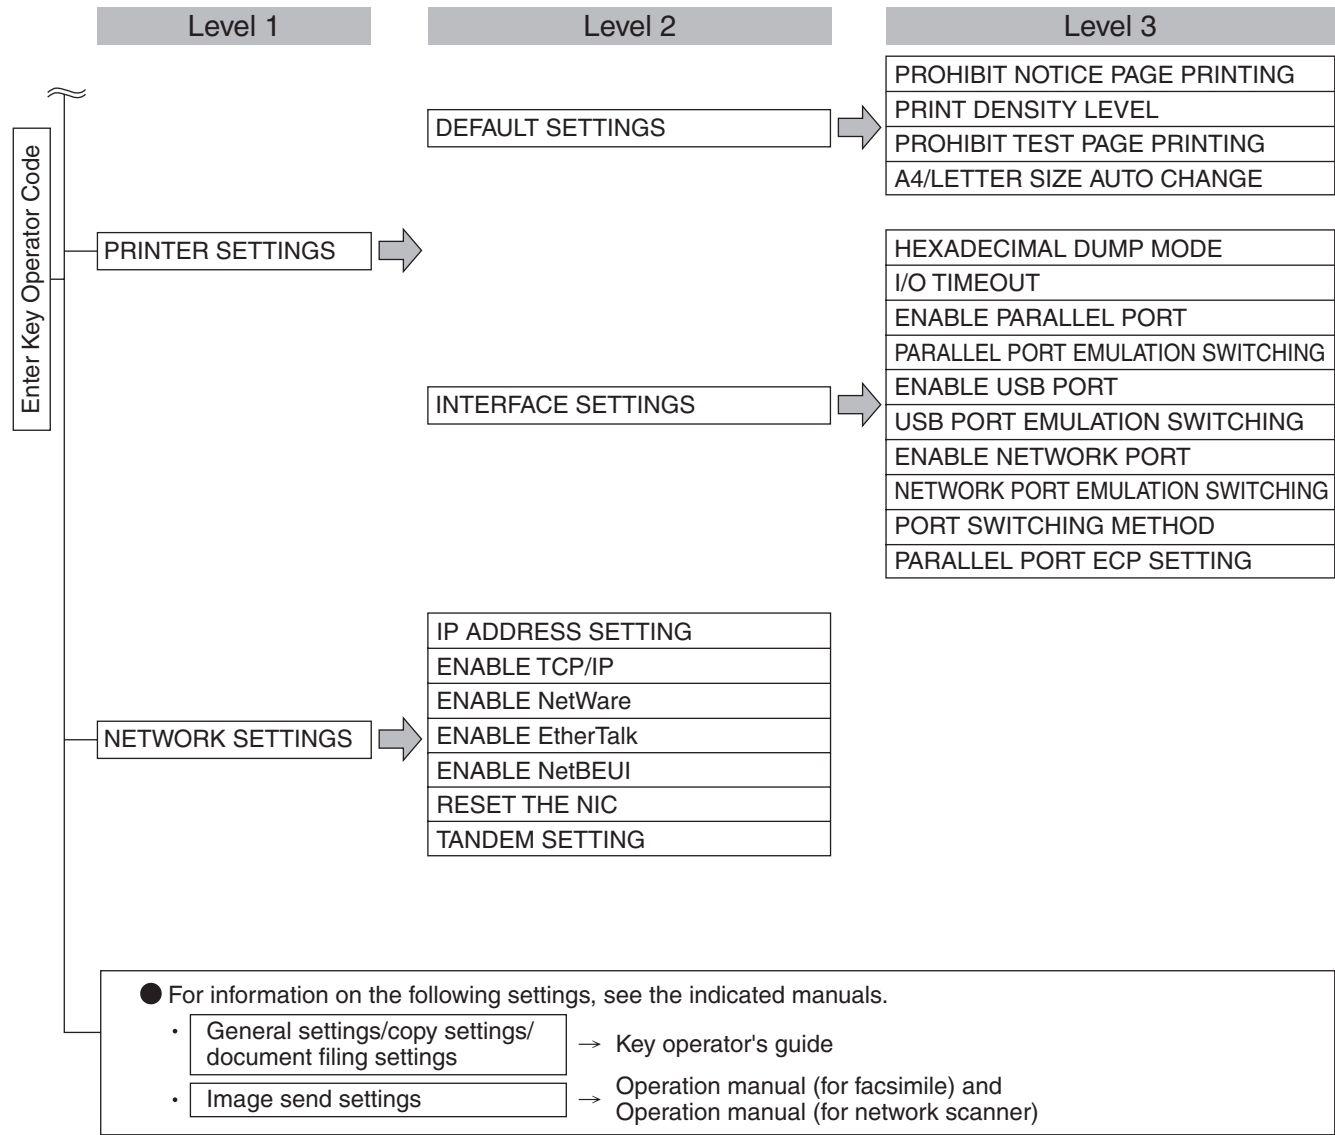 Level 1
Level 2
Level 3
Enter Key Operator Code
PRINTER SETTINGS
DEFAULT SETTINGS
PROHIBIT NOTICE PAGE PRINTING
PRINT DENSITY LEVEL
PROHIBIT TEST PAGE PRINTING
A4/LETTER SIZE AUTO CHANGE
INTERFACE SETTINGS
HEXADECIMAL DUMP MODE
I/O TIMEOUT
ENABLE PARALLEL PORT
PARALLEL PORT EMULATION SWITCHING
ENABLE USB PORT
USB PORT EMULATION SWITCHING
ENABLE NETWORK PORT
NETWORK PORT EMULATION SWITCHING
PORT SWITCHING METHOD
PARALLEL PORT ECP SETTING
NETWORK SETTINGS
IP ADDRESS SETTING
ENABLE TCP/IP
ENABLE NetWare
ENABLE EtherTalk
ENABLE NetBEUI
RESET THE NIC
TANDEM SETTING
● For information on the following settings, see the indicated manuals.
· General settings/copy settings/
document filing settings
→ Key operator's guide
· Image send settings
→ Operation manual (for facsimile) and
Operation manual (for network scanner)